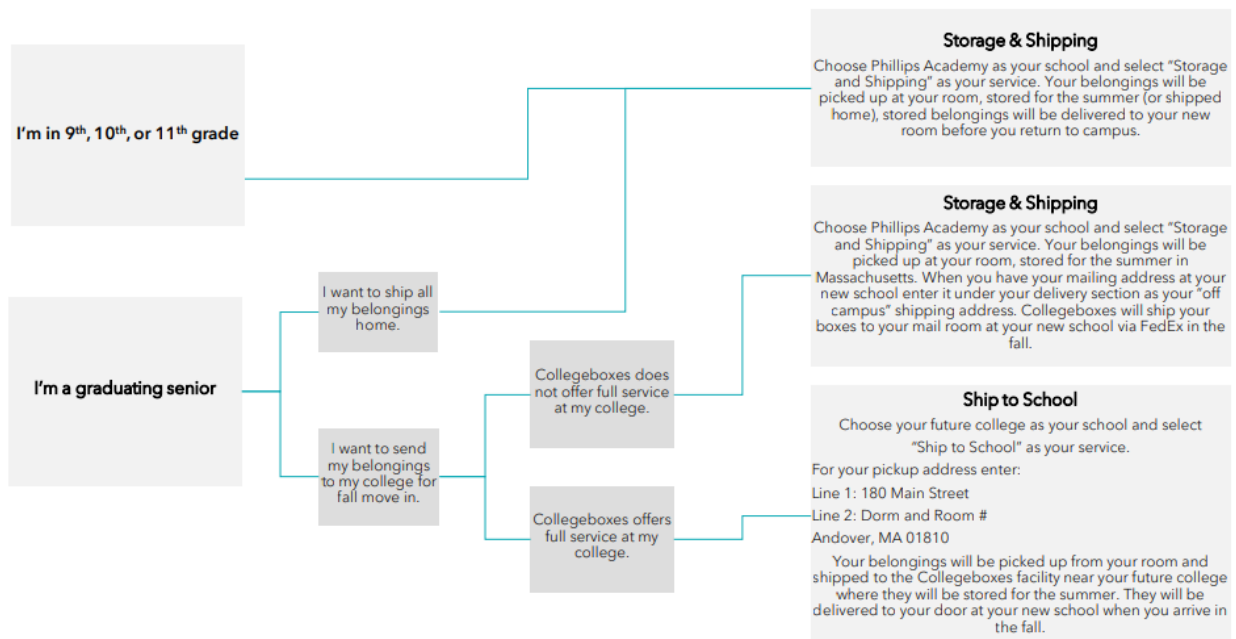 I'm in 9th, 10th, or 11th grade
I'm a graduating senior
I want to ship all
my belongings
home.
I want to send
my belongings
to my college for
fall move in.
Collegeboxes does
not offer full service
at my college.
Collegeboxes offers
full service at my
college.
Storage & Shipping
Choose Phillips Academy as your school and select "Storage
and Shipping" as your service. Your belongings will be
picked up at your room, stored for the summer (or shipped
home), stored belongings will be delivered to your new
room before you return to campus.
Storage & Shipping
Choose Phillips Academy as your school and select "Storage
and Shipping" as your service. Your belongings will be
picked up at your room, stored for the summer in
Massachusetts. When you have your mailing address at your
new school enter it under your delivery section as your "off
campus" shipping address. Collegeboxes will ship your
boxes to your mail room at your new school via FedEx in the
fall.
Ship to School
Choose your future college as your school and select
"Ship to School" as your service.
For your pickup address enter:
Line 1: 180 Main Street
Line 2: Dorm and Room #
Andover, MA 01810
Your belongings will be picked up from your room and
shipped to the Collegeboxes facility near your future college
where they will be stored for the summer. They will be
delivered to your door at your new school when you arrive in
the fall.